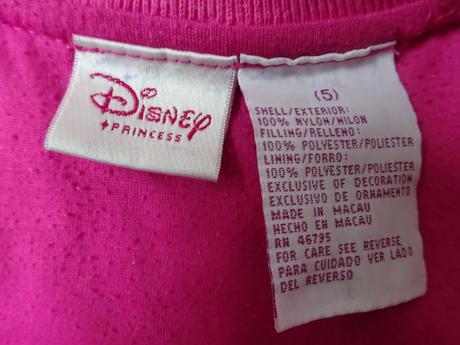 Disney
PRINCESS
(5)
SHELL/EXTERIOR:
100% NYLON/NILON
FILLING/RELLENO:
100% POLYESTER/POLIESTER
LINING/FORRO:
100% POLYESTER/POLIESTER
EXCLUSIVE OF DECORATION
EXCLUSIVO DE ORNAMENTO
MADE IN MACAU
HECHO EN MACAU
RN 46795
FOR CARE SEE REVERSE
PARA CUIDADO VER LADO
DEL REVERSO